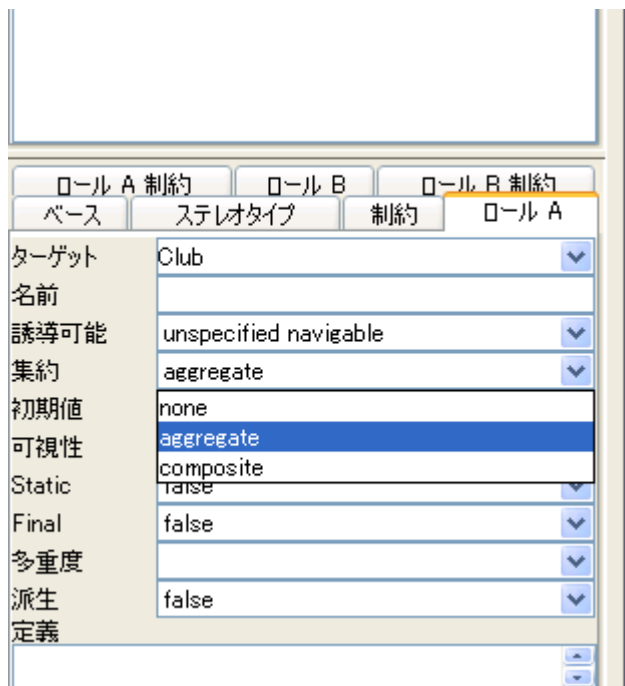 ロール A 制約 ロール B ロール B 制約
ベース ステレオタイプ 制約 ロール A
ターゲット Club
名前
誘導可能 unspecified navigable
集約 aggregate
初期値 none
aggregate
可視性
composite
Static false
Final false
多重度
派生 false
定義